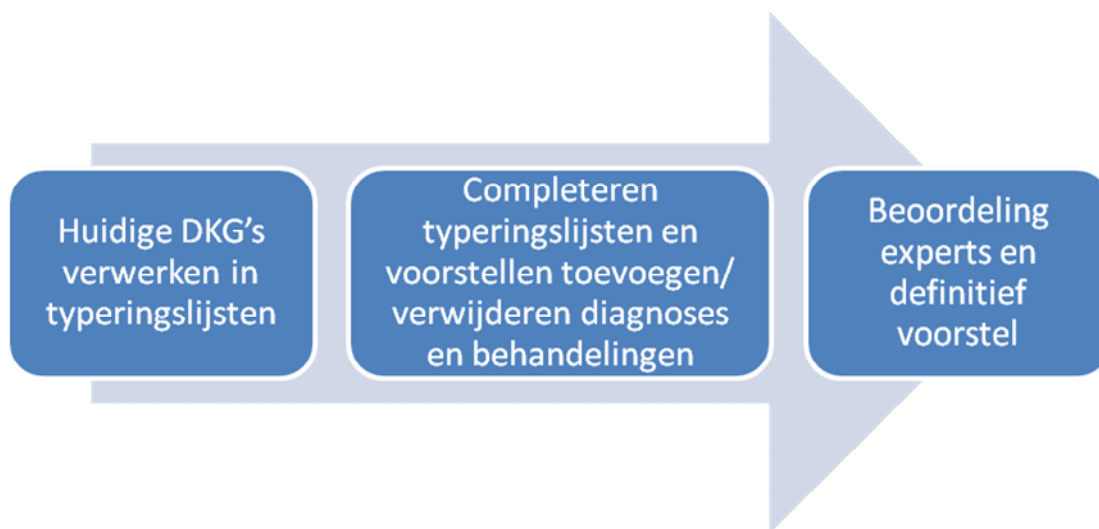 Huidige DKG's
verwerken in
typeringslijsten
Completeren
typeringslijsten en
voorstellen toevoegen/
verwijderen diagnoses
en behandelingen
Beoordeling
experts en
definitief
voorstel